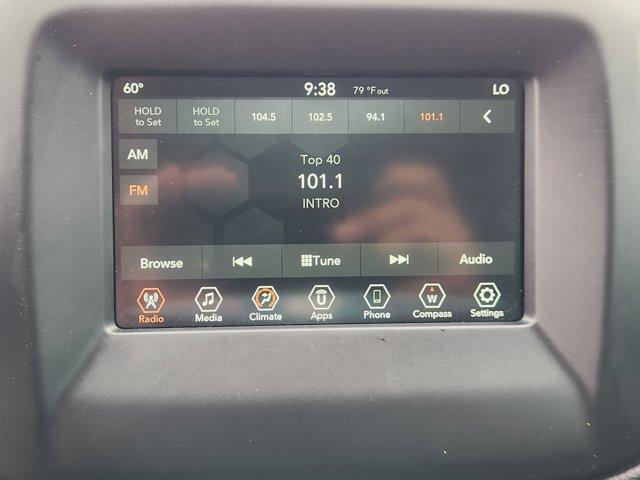 60° 9:38 79 °F out LO
HOLD to Set HOLD to Set 104.5 102.5 94.1 101.1
AM
FM
Top 40
101.1
INTRO
Browse Tune Audio
Radio Media Climate Apps Phone Compass Settings
U W